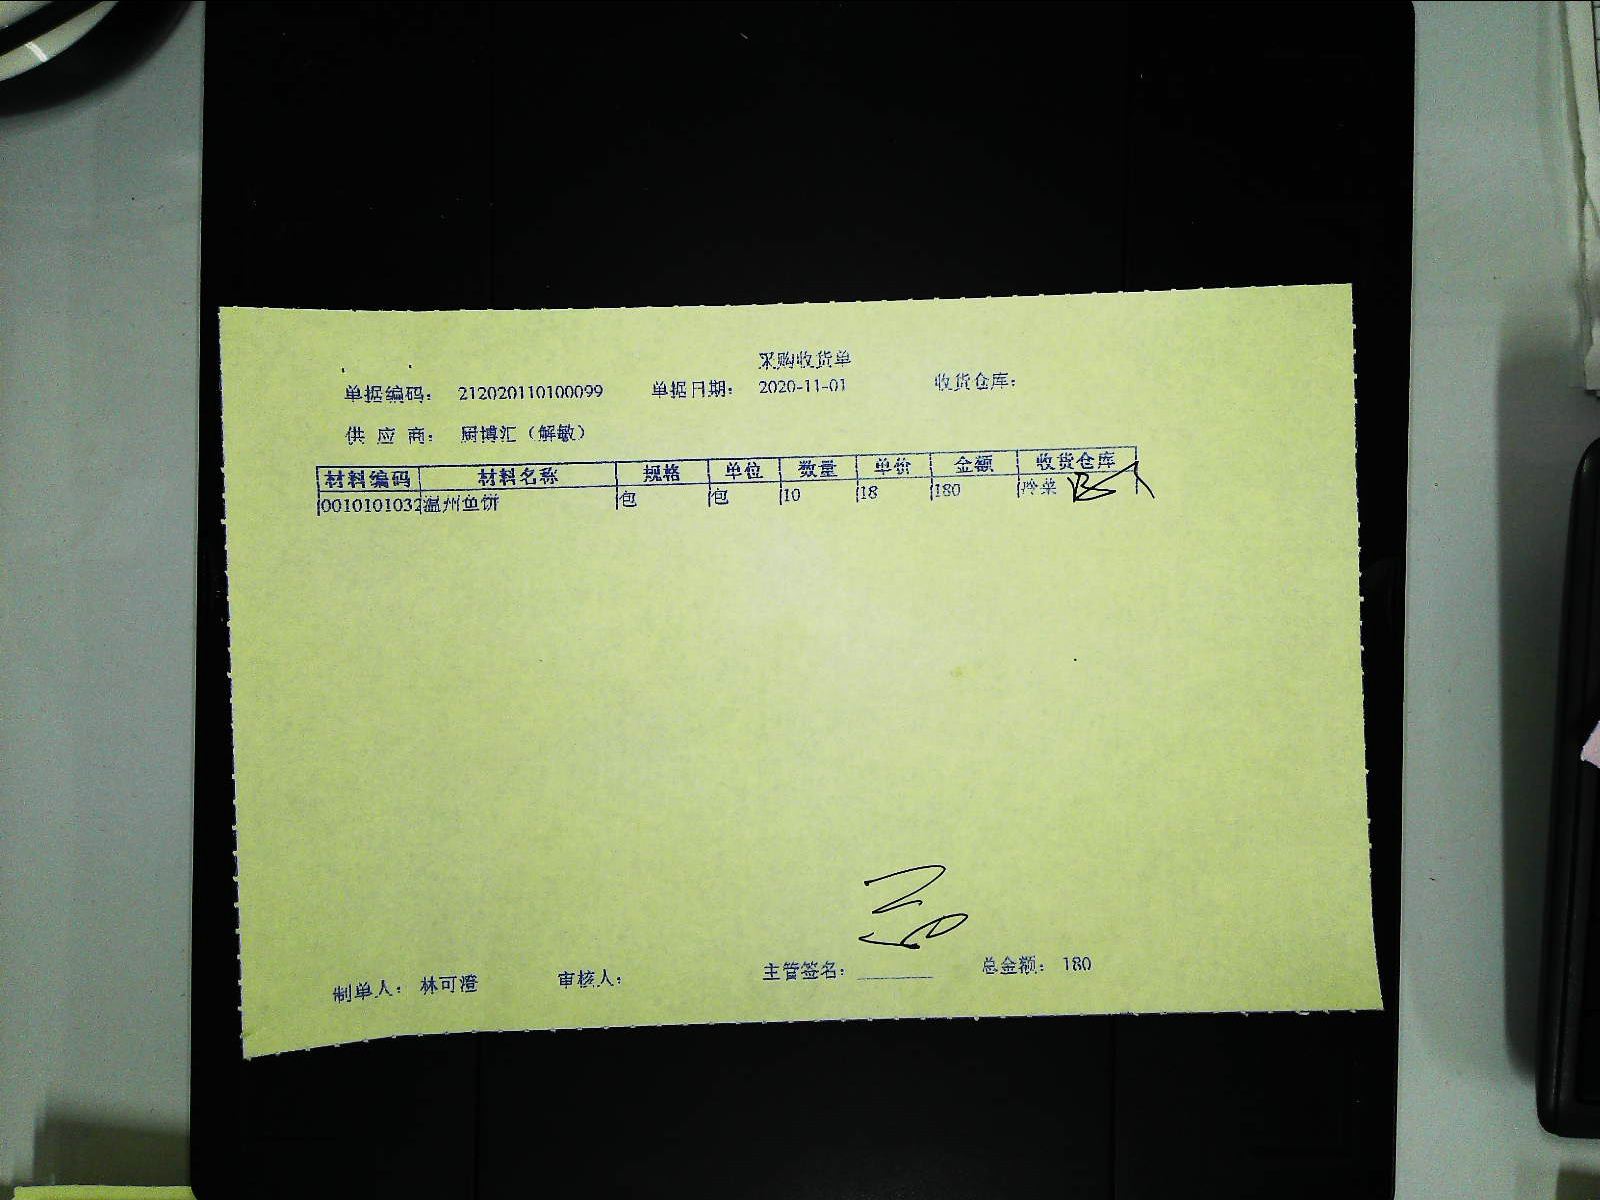 采购收货单
单据编码： 212020110100099 单据日期： 2020-11-01 收货仓库：
供 应 商： 厨博汇（解敏）
材料编码 材料名称 规格 单位 数量 单价 金额 收货仓库
0010101032 温州鱼饼 包 包 10 18 180 冷菜
制单人： 林可澄 审核人： 主管签名： 总金额： 180